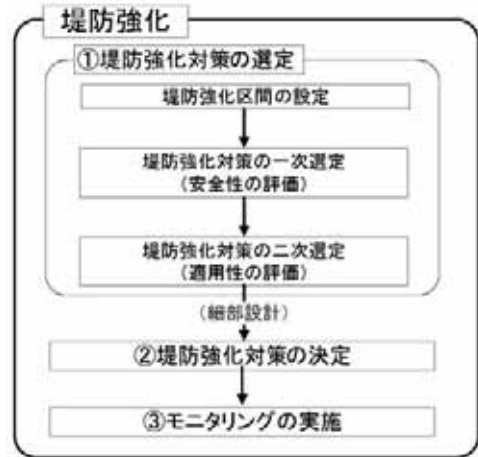 堤防強化
①堤防強化対策の選定
堤防強化区間の設定
堤防強化対策の一次選定
(安全性の評価)
堤防強化対策の二次選定
(適用性の評価)
(細部設計)
②堤防強化対策の決定
③モニタリングの実施